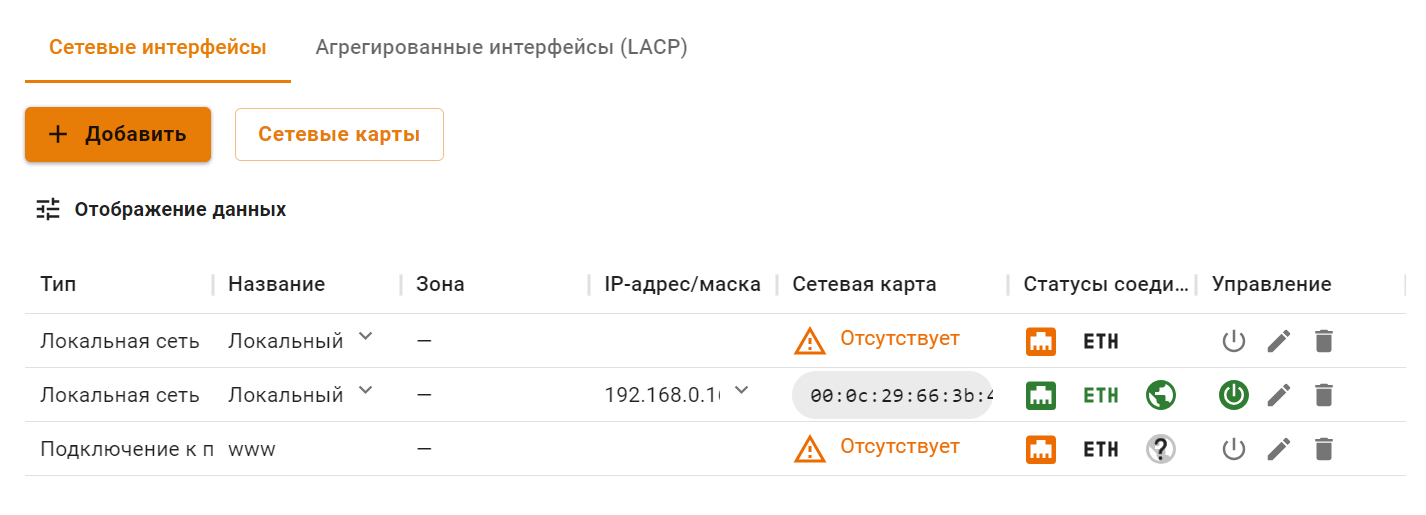 Сетевые интерфейсы Агрегированные интерфейсы (LACP)
+ Добавить Сетевые карты
Отображение данных
Тип Название Зона IP-адрес/маска Сетевая карта Статусы соеди... Управление
Локальная сеть Локальный — Отсутствует ETH
Локальная сеть Локальный — 192.168.0.1 00:0c:29:66:3b: ETH
Подключение к п www — Отсутствует ETH ?